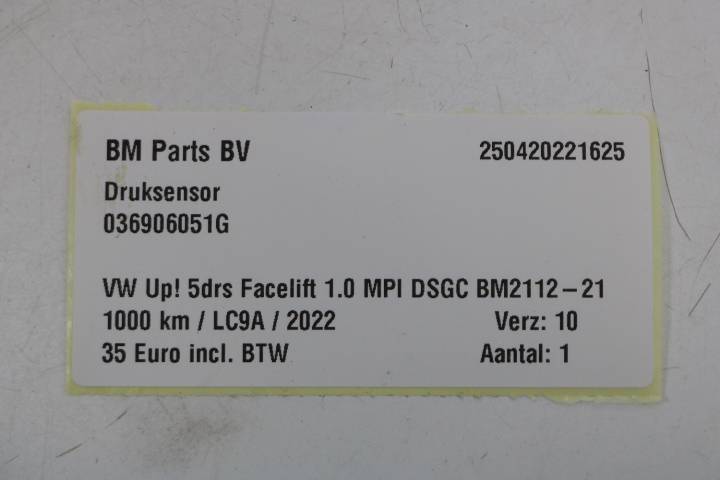 BM Parts BV 250420221625
Druksensor
036906051G
VW Up! 5drs Facelift 1.0 MPI DSGC BM2112-21
1000 km / LC9A / 2022 Verz: 10
35 Euro incl. BTW Aantal: 1